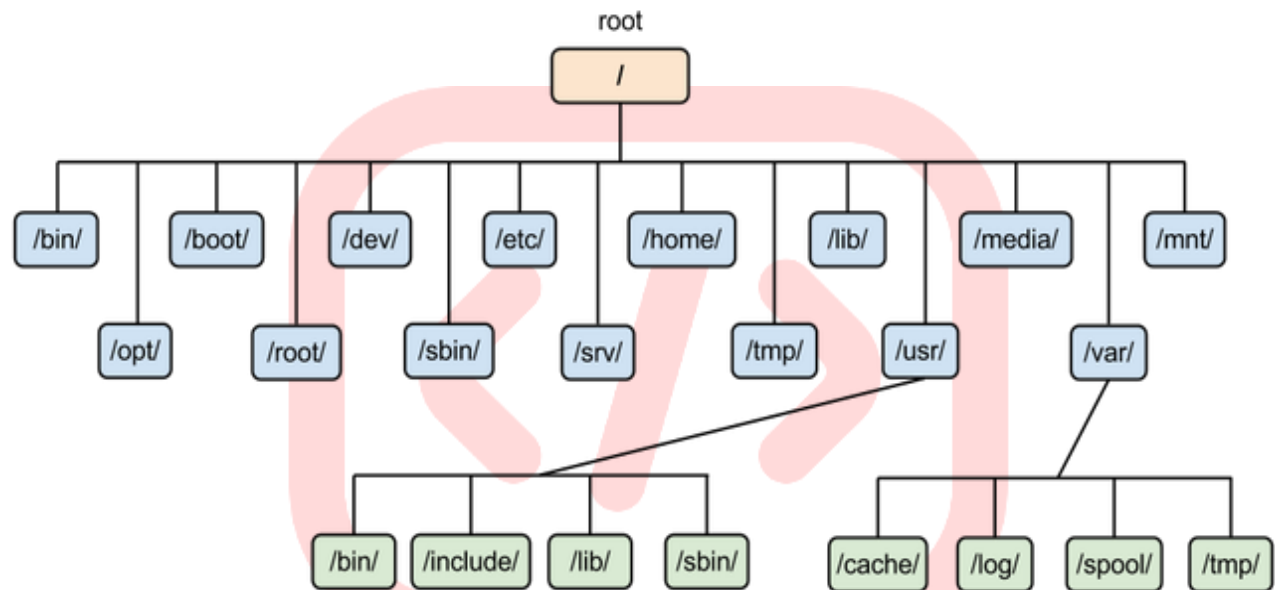 root
/
/bin/ /boot/ /dev/ /etc/ /home/ /lib/ /media/ /mnt/
/opt/ /root/ /sbin/ /srv/ /tmp/ /usr/ /var/
/bin/ /include/ /lib/ /sbin/ /cache/ /log/ /spool/ /tmp/